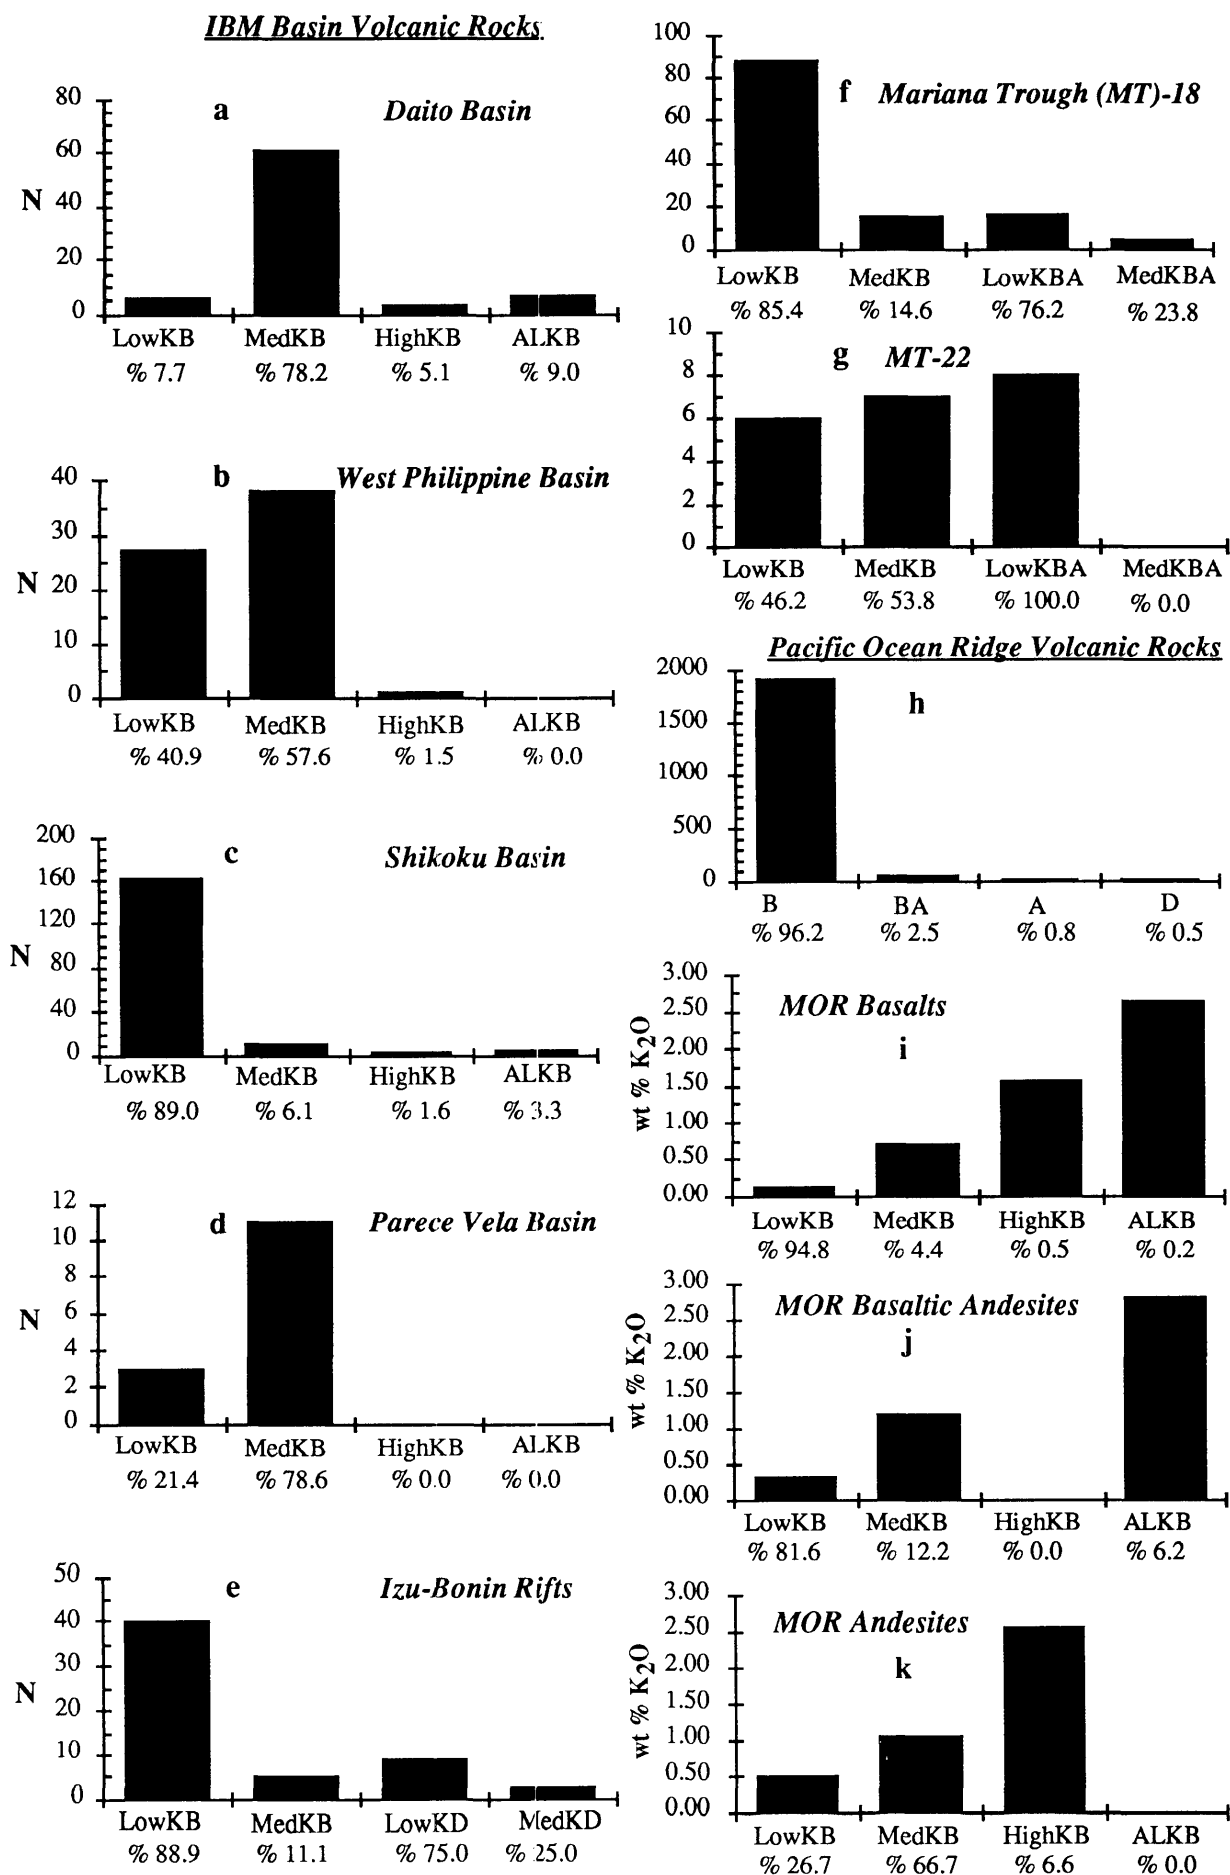 IBM Basin Volcanic Rocks
a Daito Basin
N
80
60
40
20
0
LowKB MedKB HighKB ALKB
% 7.7 % 78.2 % 5.1 % 9.0
b West Philippine Basin
N
40
30
20
10
0
LowKB MedKB HighKB ALKB
% 40.9 % 57.6 % 1.5 % 0.0
c Shikoku Basin
N
200
160
120
80
40
0
LowKB MedKB HighKB ALKB
% 89.0 % 6.1 % 1.6 % 3.3
d Parece Vela Basin
N
12
10
8
6
4
2
0
LowKB MedKB HighKB ALKB
% 21.4 % 78.6 % 0.0 % 0.0
e Izu-Bonin Rifts
N
50
40
30
20
10
0
LowKB MedKB LowKD MedKD
% 88.9 % 11.1 % 75.0 % 25.0
f Mariana Trough (MT)-18
100
80
60
40
20
0
LowKB MedKB LowKBA MedKBA
% 85.4 % 14.6 % 76.2 % 23.8
g MT-22
10
8
6
4
2
0
LowKB MedKB LowKBA MedKBA
% 46.2 % 53.8 % 100.0 % 0.0
Pacific Ocean Ridge Volcanic Rocks
h
2000
1500
1000
500
0
B BA A D
% 96.2 % 2.5 % 0.8 % 0.5
MOR Basalts
i
wt % K2O
3.00
2.50
2.00
1.50
1.00
0.50
0.00
LowKB MedKB HighKB ALKB
% 94.8 % 4.4 % 0.5 % 0.2
MOR Basaltic Andesites
j
wt % K2O
3.00
2.50
2.00
1.50
1.00
0.50
0.00
LowKB MedKB HighKB ALKB
% 81.6 % 12.2 % 0.0 % 6.2
MOR Andesites
k
wt % K2O
3.00
2.50
2.00
1.50
1.00
0.50
0.00
LowKB MedKB HighKB ALKB
% 26.7 % 66.7 % 6.6 % 0.0